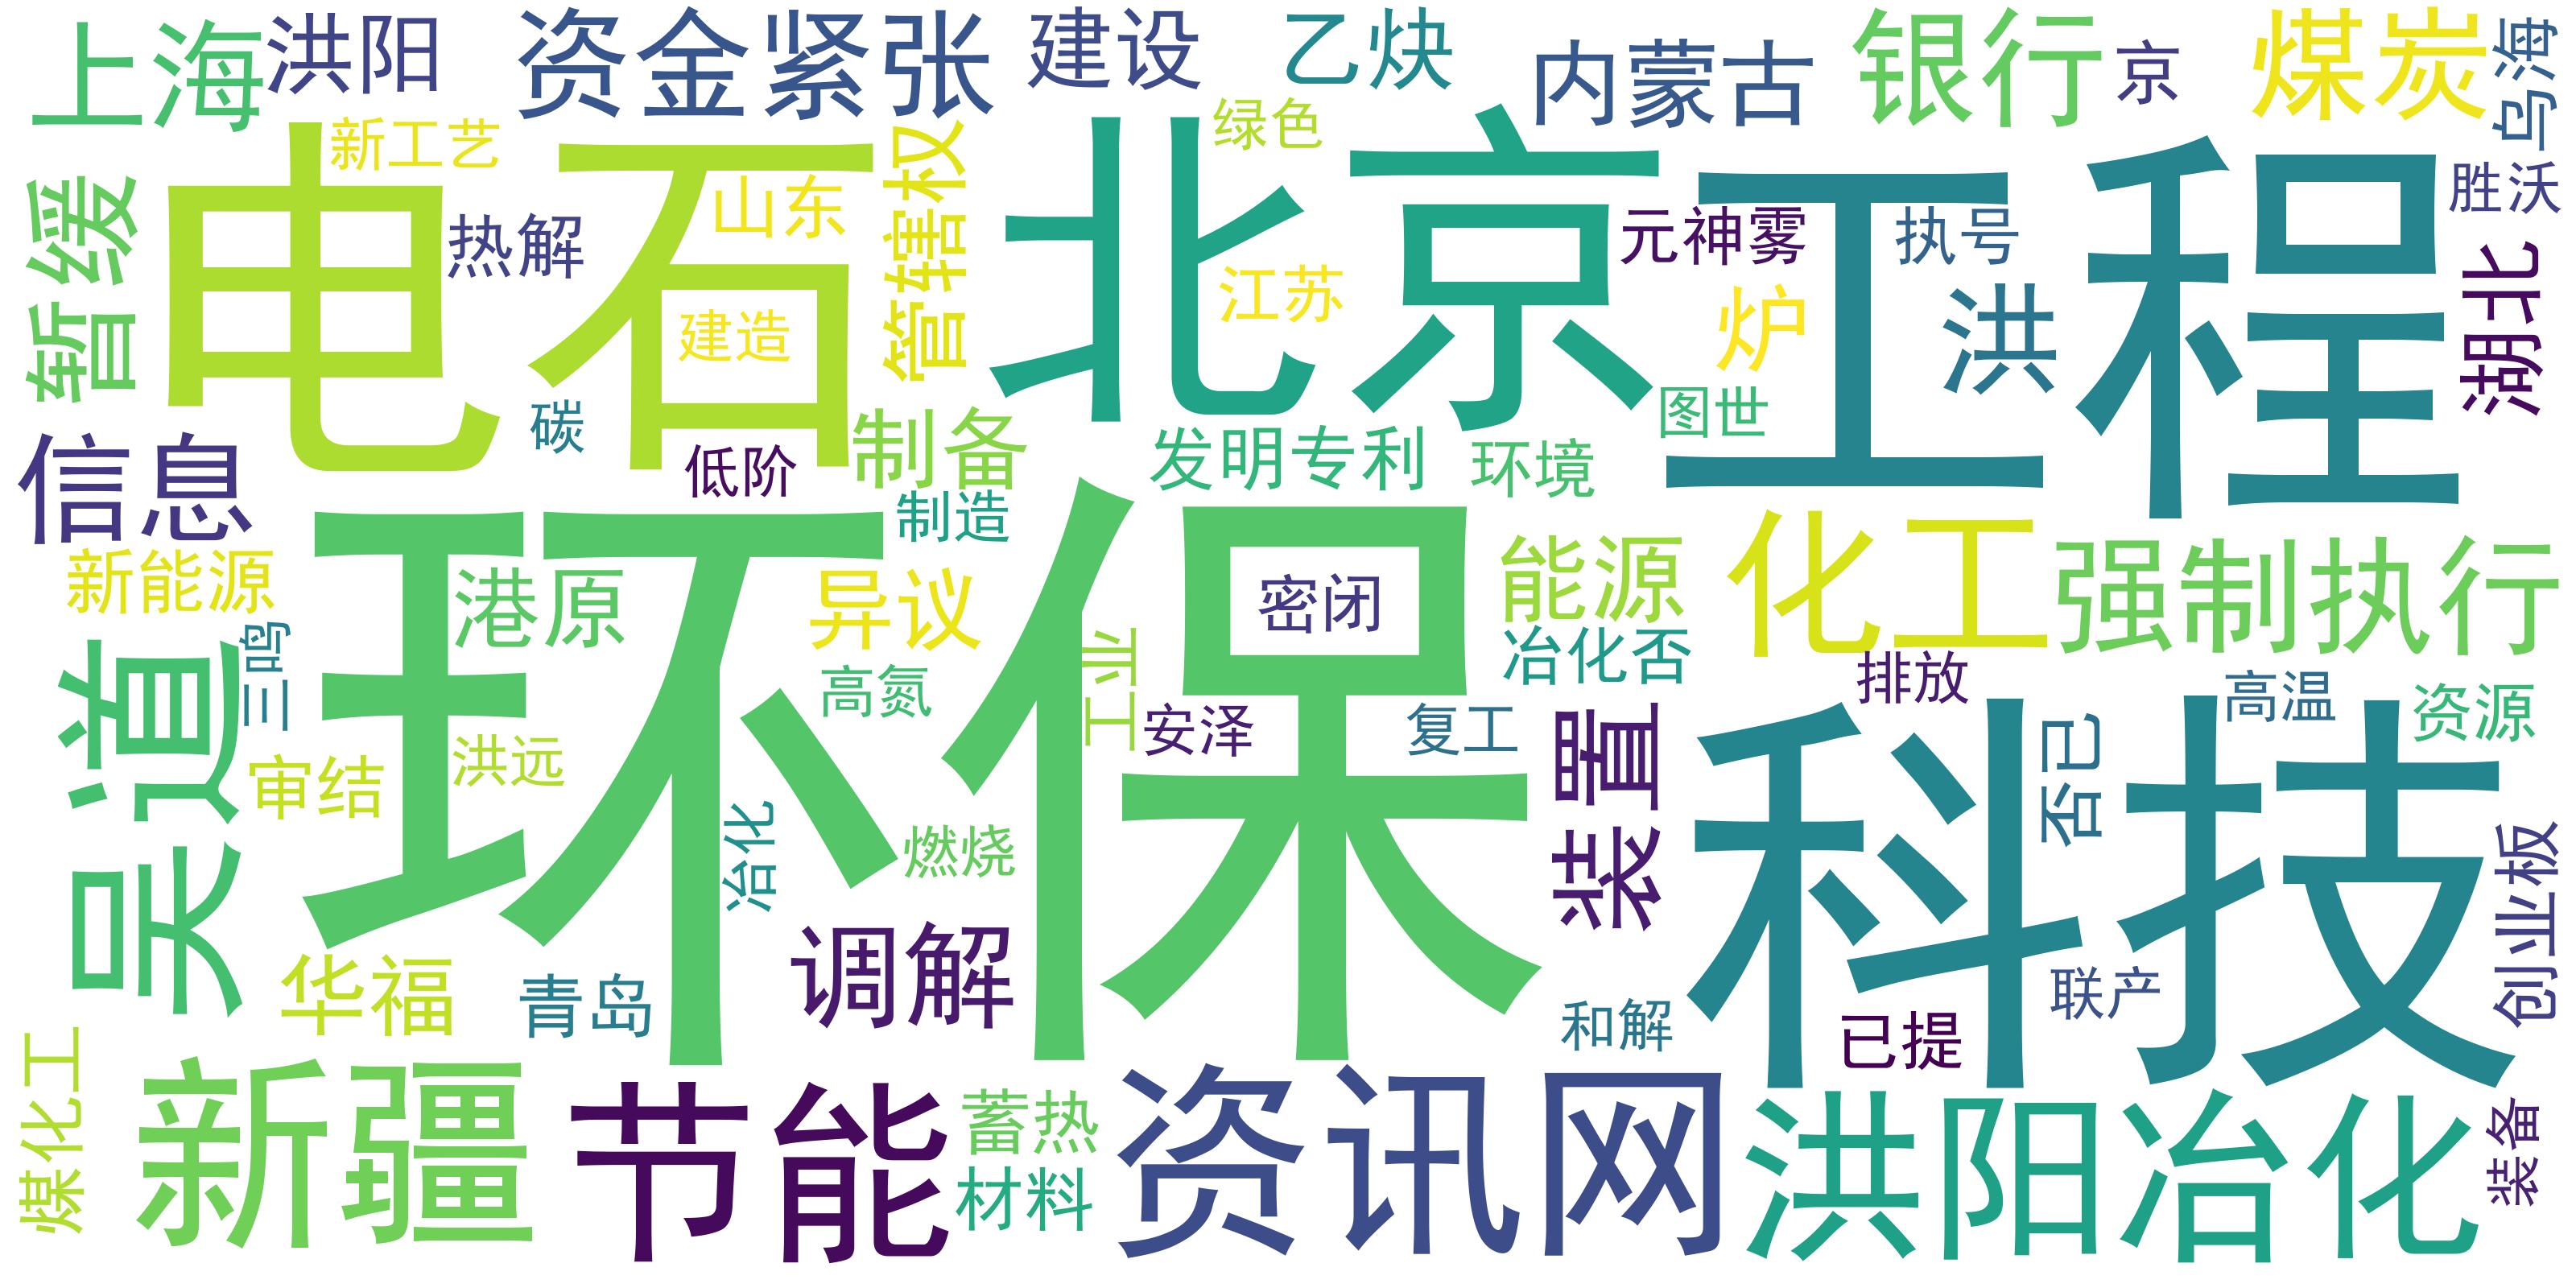 上海
洪阳
资金紧张
建设
乙炔
内蒙古
银行
京
煤炭
乌海
新工艺
绿色
暂缓
电石
热解
山东
建造
管辖权
北京
江苏
元神雾
执号
工程
炉
洪
胜沃
湖北
图世
碳
低阶
制备
制造
发明专利
环境
信息
新能源
港原
异议
密闭
能源
冶化否
化工
强制执行
排放
高温
资源
吴道
三鸣
环保
高氮
工业
安泽
复工
装置
科技
否已
审结
洪远
冶化
燃烧
创业板
华福
青岛
调解
和解
已提
联产
煤化工
新疆
节能
蓄热
材料
资讯网
洪阳冶化
装备